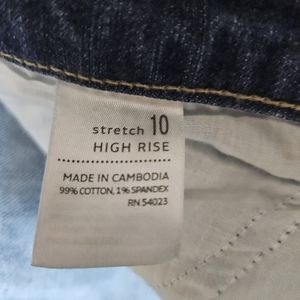 stretch 10
HIGH RISE
MADE IN CAMBODIA
99% COTTON, 1% SPANDEX
RN 54023